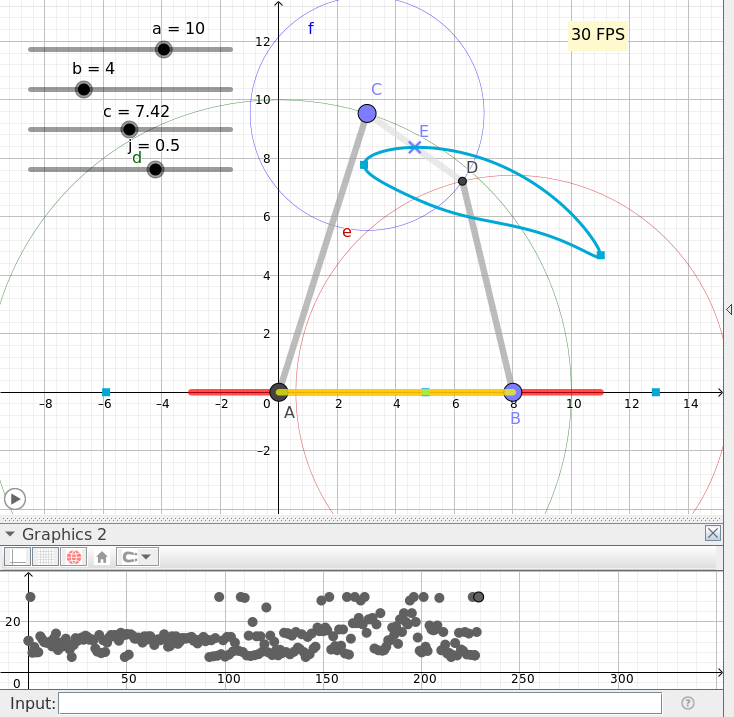 a = 10
30 FPS
f
12
b = 4
C
10
c = 7.42
E
j = 0.5
d
8
D
6
e
4
2
–8
–6
–4
–2
0
2
4
6
8
10
12
14
A
B
–2
Graphics 2
20
0
50
100
150
200
250
300
Input: